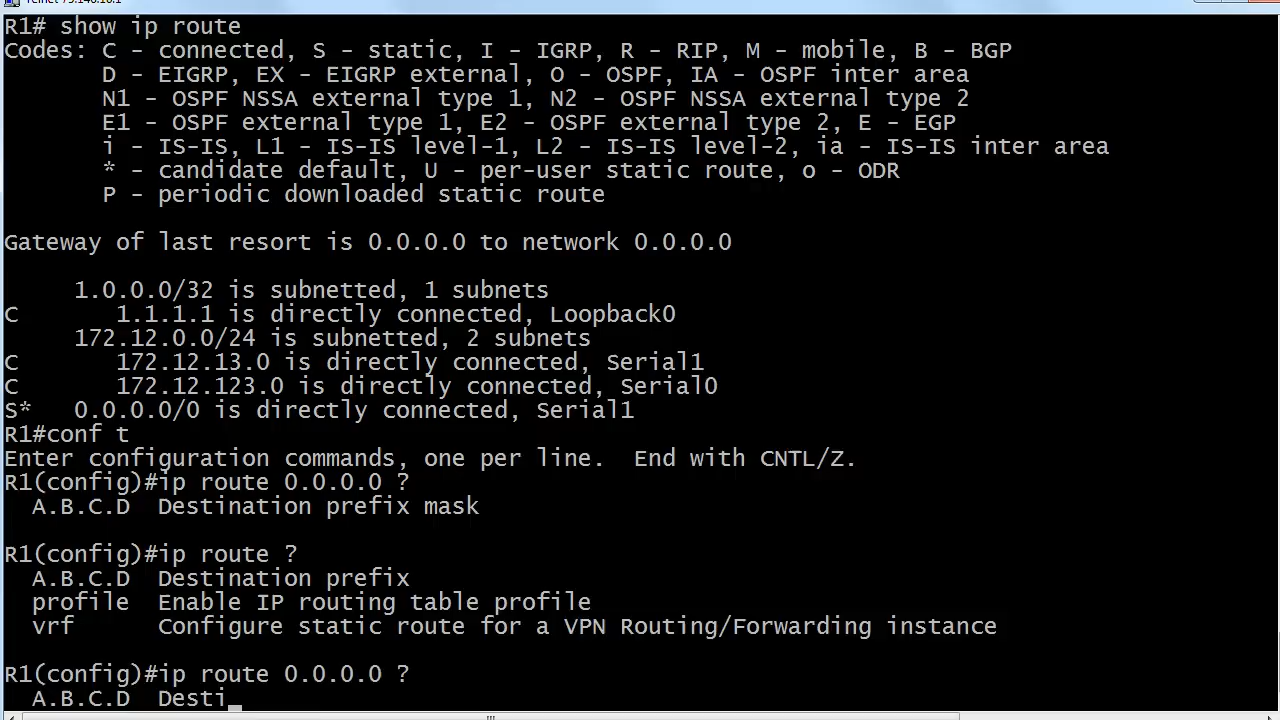 R1# show ip route
Codes: C - connected, S - static, I - IGRP, R - RIP, M - mobile, B - BGP
D - EIGRP, EX - EIGRP external, O - OSPF, IA - OSPF inter area
N1 - OSPF NSSA external type 1, N2 - OSPF NSSA external type 2
E1 - OSPF external type 1, E2 - OSPF external type 2, E - EGP
i - IS-IS, L1 - IS-IS level-1, L2 - IS-IS level-2, ia - IS-IS inter area
* - candidate default, U - per-user static route, o - ODR
P - periodic downloaded static route
Gateway of last resort is 0.0.0.0 to network 0.0.0.0
1.0.0.0/32 is subnetted, 1 subnets
C 1.1.1.1 is directly connected, Loopback0
172.12.0.0/24 is subnetted, 2 subnets
C 172.12.13.0 is directly connected, Serial1
C 172.12.123.0 is directly connected, Serial0
S* 0.0.0.0/0 is directly connected, Serial1
R1#conf t
Enter configuration commands, one per line. End with CNTL/Z.
R1(config)#ip route 0.0.0.0 ?
A.B.C.D Destination prefix mask
R1(config)#ip route ?
A.B.C.D Destination prefix
profile Enable IP routing table profile
vrf Configure static route for a VPN Routing/Forwarding instance
R1(config)#ip route 0.0.0.0 ?
A.B.C.D Desti